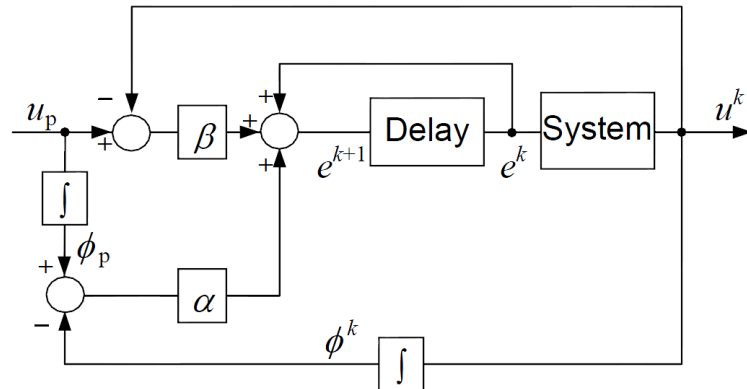 −
u_p
+
β
+
+
+
e^{k+1}
Delay
e^k
System
u^k
∫
ϕ_p
+
−
α
ϕ^k
∫